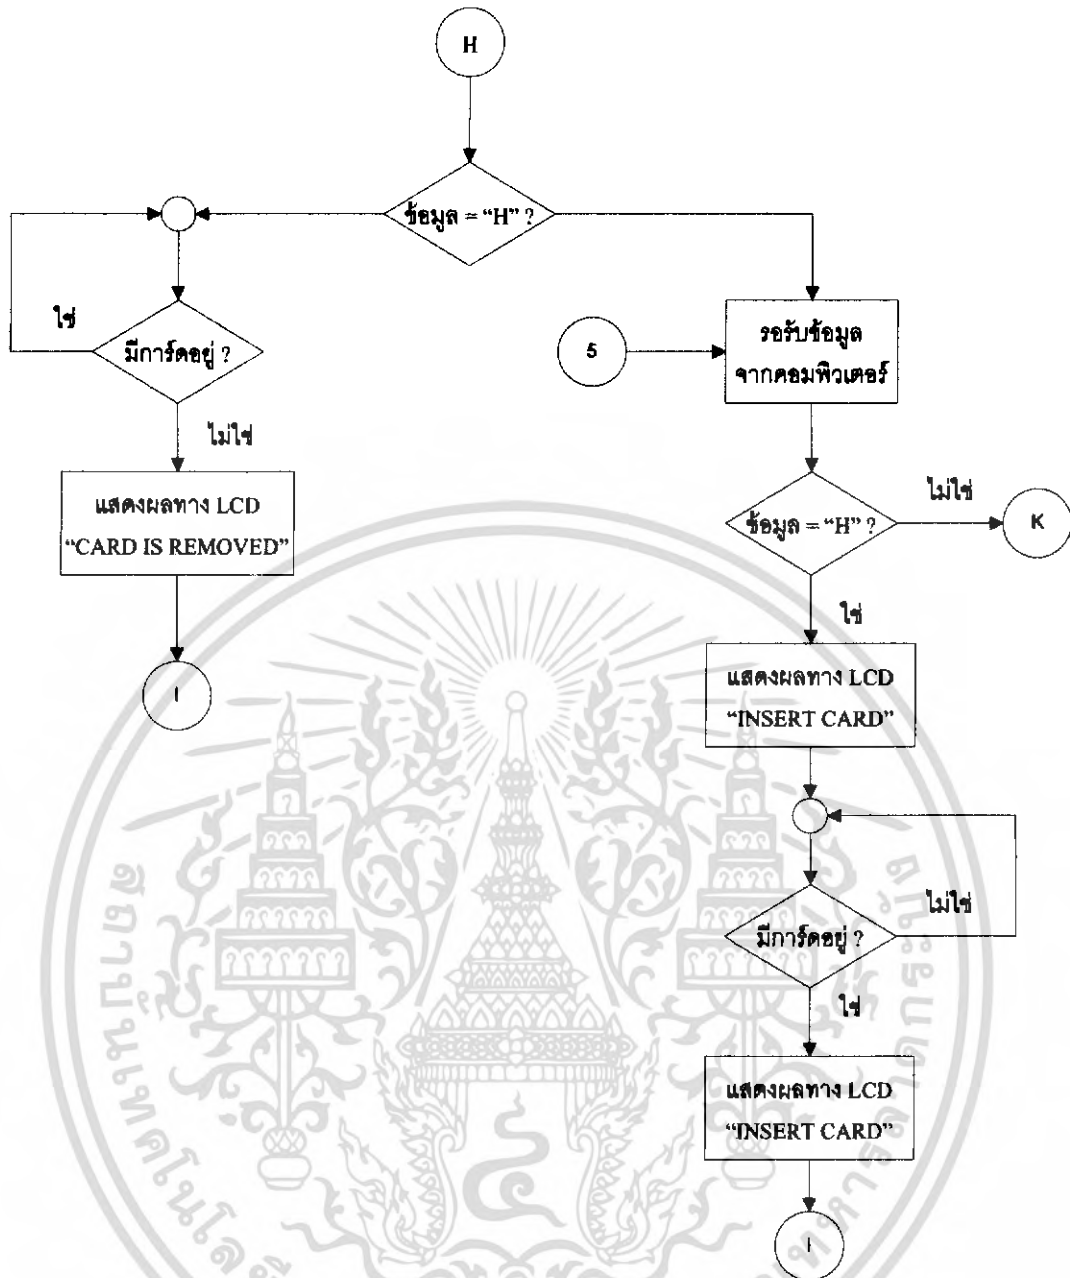 H
ข้อมูล = “H” ?
ใช่
มีการ์ดอยู่ ?
5
รอรับข้อมูล
จากคอมพิวเตอร์
ไม่ใช่
แสดงผลทาง LCD
“CARD IS REMOVED”
ข้อมูล = “H” ?
ไม่ใช่
K
ใช่
I
แสดงผลทาง LCD
“INSERT CARD”
มีการ์ดอยู่ ?
ไม่ใช่
ใช่
แสดงผลทาง LCD
“INSERT CARD”
I